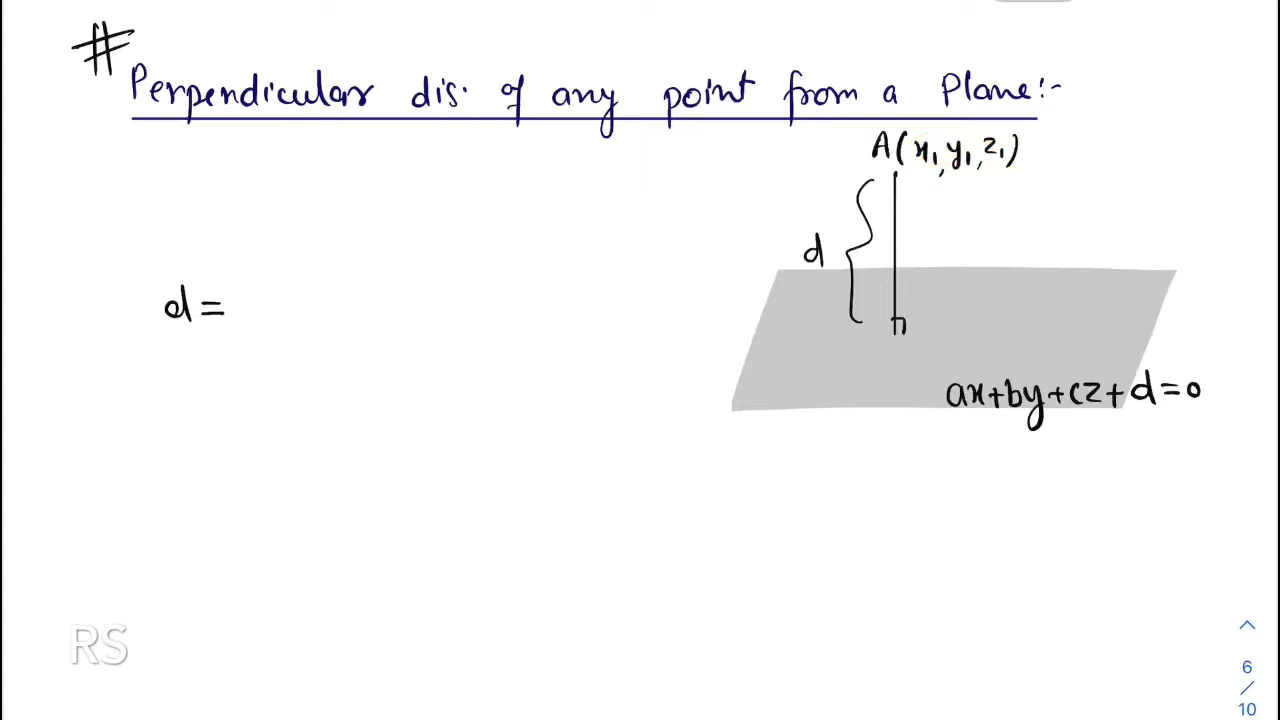 #
Perpendicular dis. of any point from a Plane:-
A(x₁, y₁, z₁)
d
d=
ax+by+cz+d=0
RS
6
/
10